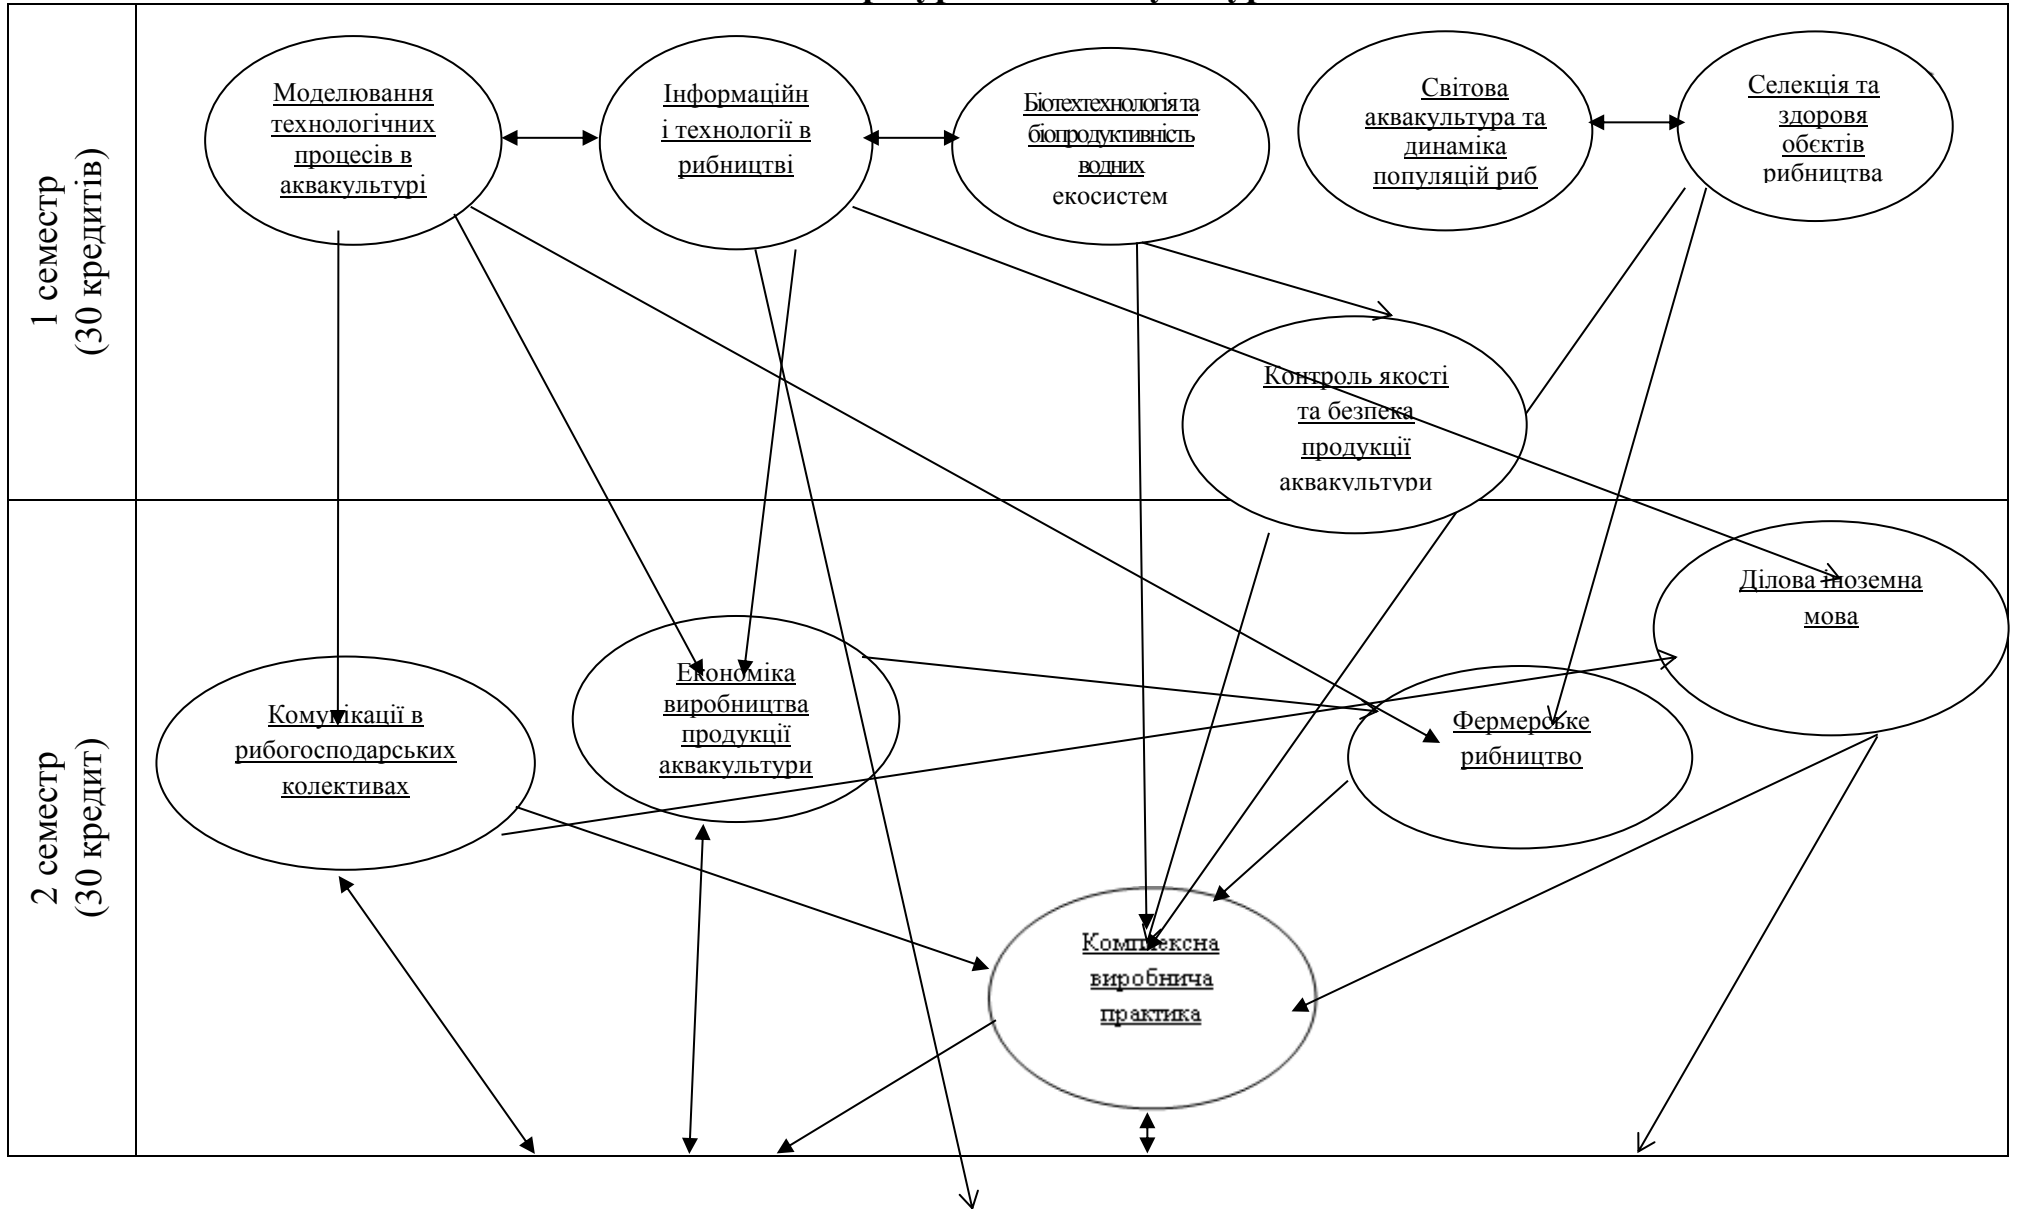 1 семестр
(30 кредитів)
Моделювання
технологічних
процесів в
аквакультурі
Інформаційн
і технології в
рибництві
Біотехтехнологія та
біопродуктивність
водних
екосистем
Світова
аквакультура та
динаміка
популяцій риб
Селекція та
здоровя
обєктів
рибництва
Контроль якості
та безпека
продукції
аквакультури
2 семестр
(30 кредит)
Комунікації в
рибогосподарських
колективах
Економіка
виробництва
продукції
аквакультури
Ділова іноземна
мова
Фермерське
рибництво
Комплексна
виробнича
практика